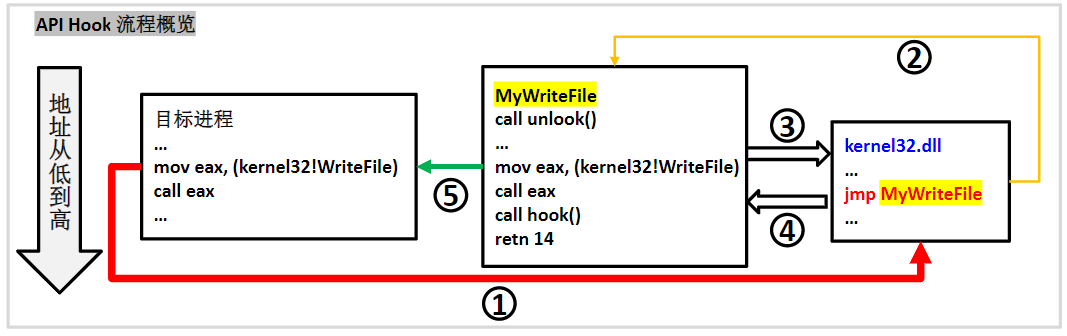 API Hook 流程概览
地址从低到高
目标进程
...
mov eax, (kernel32!WriteFile)
call eax
...
MyWriteFile
call unlook()
...
mov eax, (kernel32!WriteFile)
call eax
call hook()
retn 14
kernel32.dll
...
jmp MyWriteFile
...
①
②
③
④
⑤